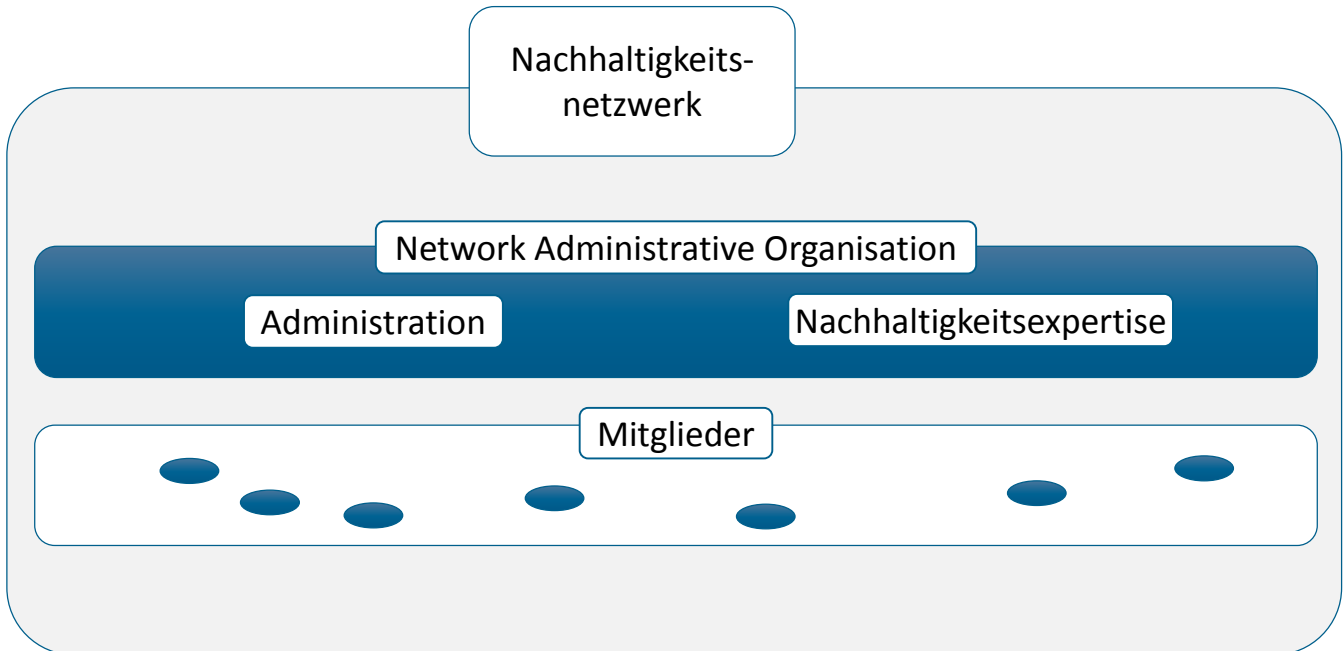 Nachhaltigkeits-
netzwerk
Network Administrative Organisation
Administration
Nachhaltigkeitsexpertise
Mitglieder